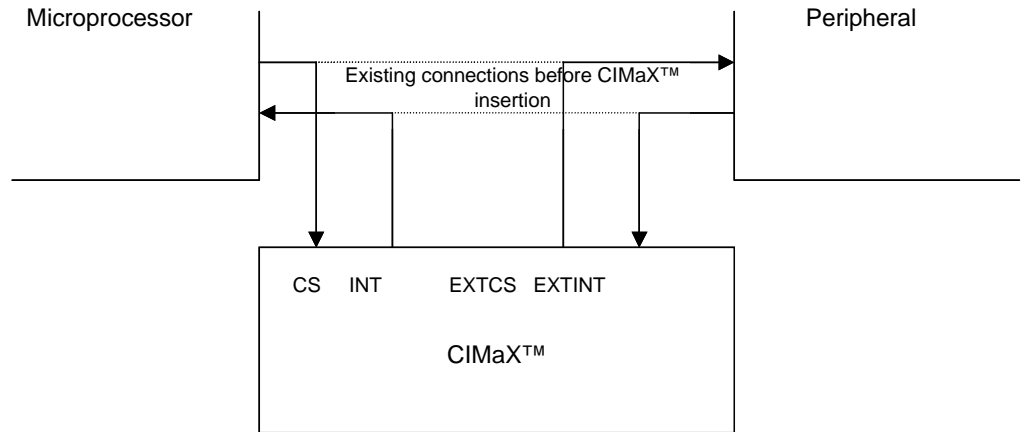 Microprocessor
Peripheral
Existing connections before CIMaX™
insertion
CS INT EXTCS EXTINT
CIMaX™